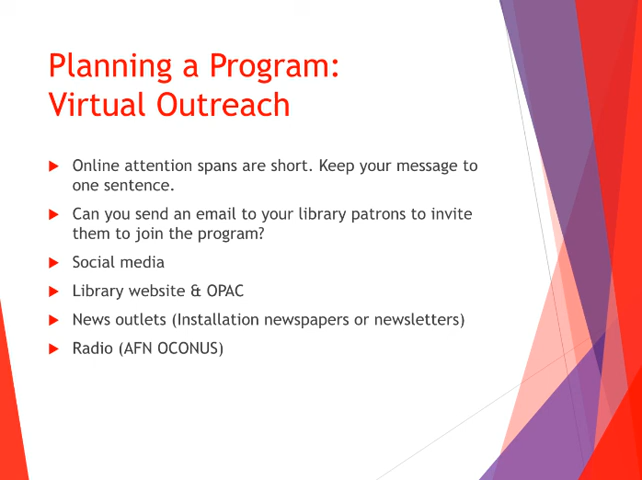 Planning a Program:
Virtual Outreach
Online attention spans are short. Keep your message to
one sentence.
Can you send an email to your library patrons to invite
them to join the program?
Social media
Library website & OPAC
News outlets (Installation newspapers or newsletters)
Radio (AFN OCONUS)